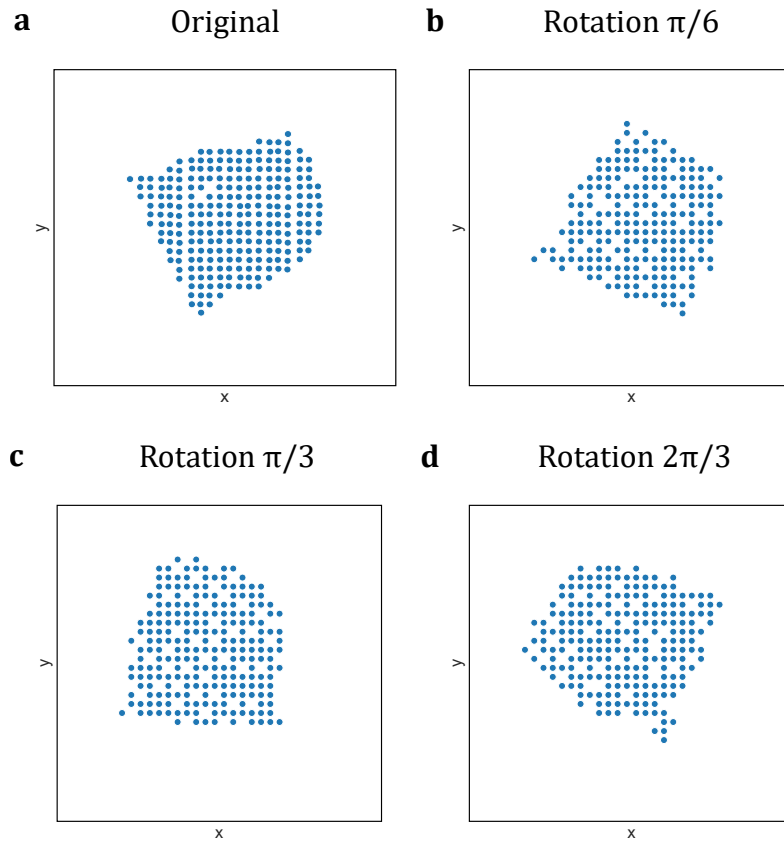 a Original
b Rotation π/6
y
x
y
x
c Rotation π/3
d Rotation 2π/3
y
x
y
x